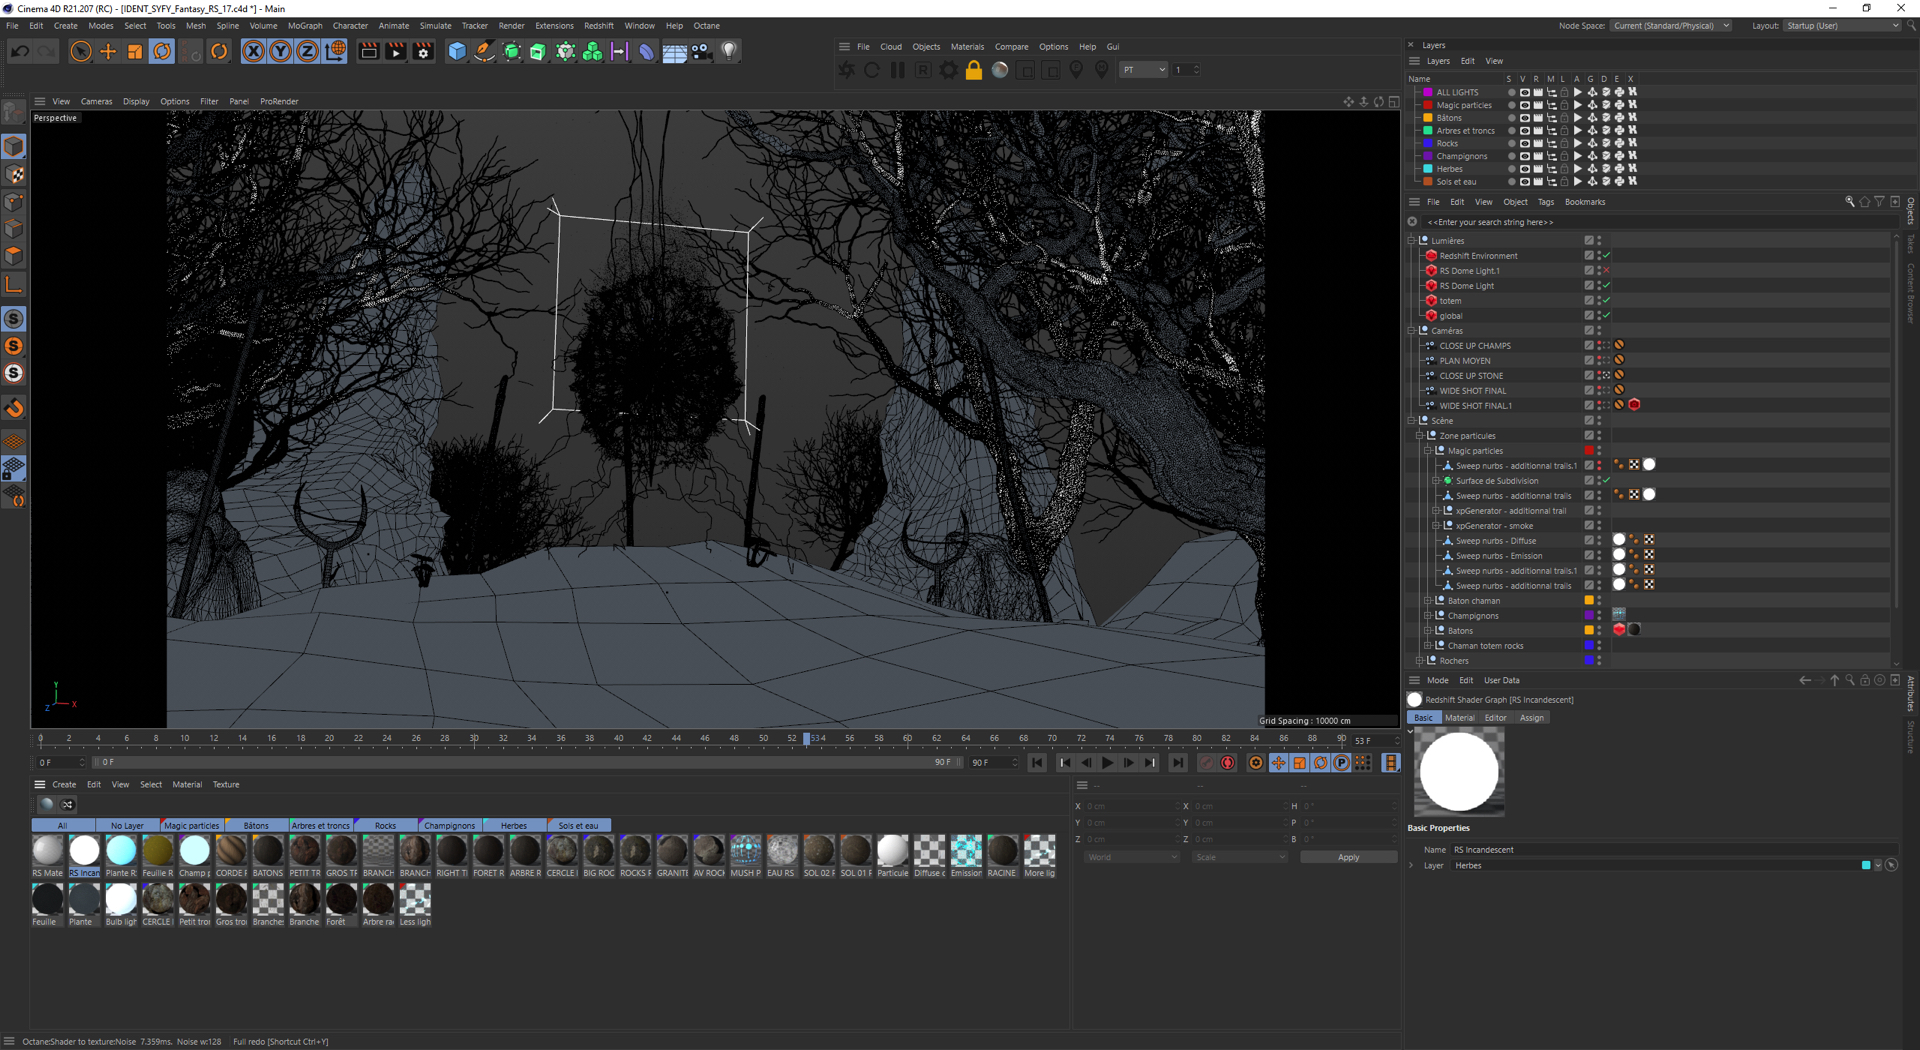 Cinema 4D R21.207 (RC) - [IDENT_SYFY_Fantasy_RS_17.c4d *] - Main
File Edit Create Modes Select Tools Mesh Spline Volume MoGraph Character Animate Simulate Tracker Render Extensions Redshift Window Help Octane
Node Space: Current (Standard/Physical) Layout: Startup (User)
File Cloud Objects Materials Compare Options Help Gui
PT 1
View Cameras Display Options Filter Panel ProRender
Perspective
Grid Spacing : 10000 cm
Layers
Layers Edit View
Name S V R M L A G D E X
ALL LIGHTS
Magic particles
Bâtons
Arbres et troncs
Rocks
Champignons
Herbes
Sols et eau
File Edit View Object Tags Bookmarks
<<Enter your search string here>>
Lumières
Redshift Environment
RS Dome Light.1
RS Dome Light
totem
global
Caméras
CLOSE UP CHAMPS
PLAN MOYEN
CLOSE UP STONE
WIDE SHOT FINAL
WIDE SHOT FINAL.1
Scène
Zone particules
Magic particles
Sweep nurbs - additionnal trails.1
Surface de Subdivision
Sweep nurbs - additionnal trails
xpGenerator - additionnal trail
xpGenerator - smoke
Sweep nurbs - Diffuse
Sweep nurbs - Emission
Sweep nurbs - additionnal trails.1
Sweep nurbs - additionnal trails
Baton chaman
Champignons
Batons
Chaman totem rocks
Rochers
Objects
Takes
Content Browser
Attributes
Structure
Mode Edit User Data
Redshift Shader Graph [RS Incandescent]
Basic Material Editor Assign
Basic Properties
Name RS Incandescent
Layer Herbes
0 2 4 6 8 10 12 14 16 18 20 22 24 26 28 30 32 34 36 38 40 42 44 46 48 50 52 53 4 56 58 60 62 64 66 68 70 72 74 76 78 80 82 84 86 88 90 53 F
0 F 0 F 90 F 90 F
Create Edit View Select Material Texture
All No Layer Magic particles Bâtons Arbres et troncs Rocks Champignons Herbes Sols et eau
RS Mate RS Incan Plante R: Feuille R Champ p CORDE F BATONS PETIT TR GROS TF BRANCH BRANCH RIGHT TI FORET R ARBRE R CERCLE I BIG ROC ROCKS F GRANITE AV ROCK MUSH P EAU RS SOL 02 F SOL 01 F Particule Diffuse c Emission RACINE More lig
Feuille Plante Bulb ligh CERCLE I Petit tror Gros tro Branches Branche Forêt Arbre ra Less ligh
-- -- --
X 0 cm X 0 cm H 0 °
Y 0 cm Y 0 cm P 0 °
Z 0 cm Z 0 cm B 0 °
World Scale Apply
Octane:Shader to texture:Noise 7.359ms. Noise w:128 Full redo [Shortcut Ctrl+Y]